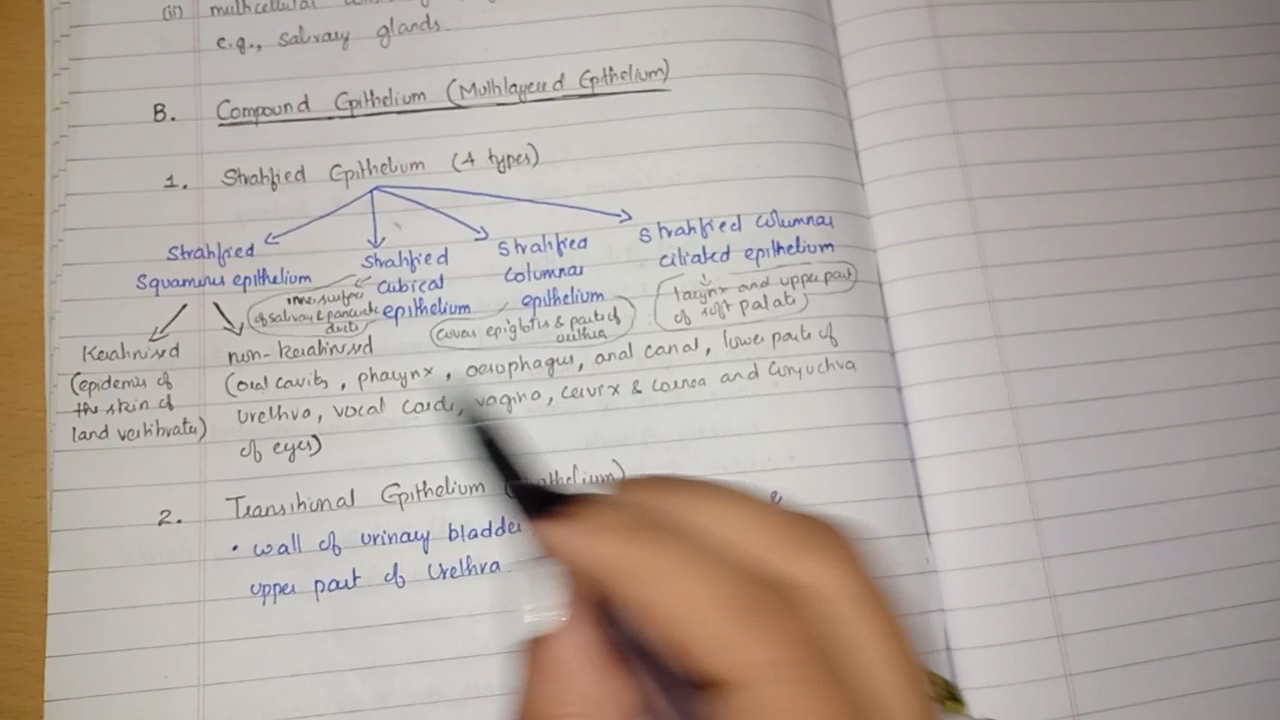 (ii) multicellular
e.g., salivary glands.
B. Compound Epithelium (Multilayered Epithelium)
1. Stratified Epithelium (4 types)
Stratified
Squamous epithelium
Stratified
cubical
epithelium
Stratified
Columnar
epithelium
Stratified columnar
ciliated epithelium
inner surface
of salivary & pancreatic
ducts
Covers epiglottis & part of
urethra
larynx and upper part
of soft palate
Keratinised
(epidermis of
the skin of
land vertibrates)
non-keratinised
(oral cavity, pharynx, oesophagus, anal canal, lower part of
urethra, vocal cords, vagina, cervix & cornea and conjuctiva
of eyes)
2. Transitional Epithelium
• wall of urinary bladder
upper part of Urethra